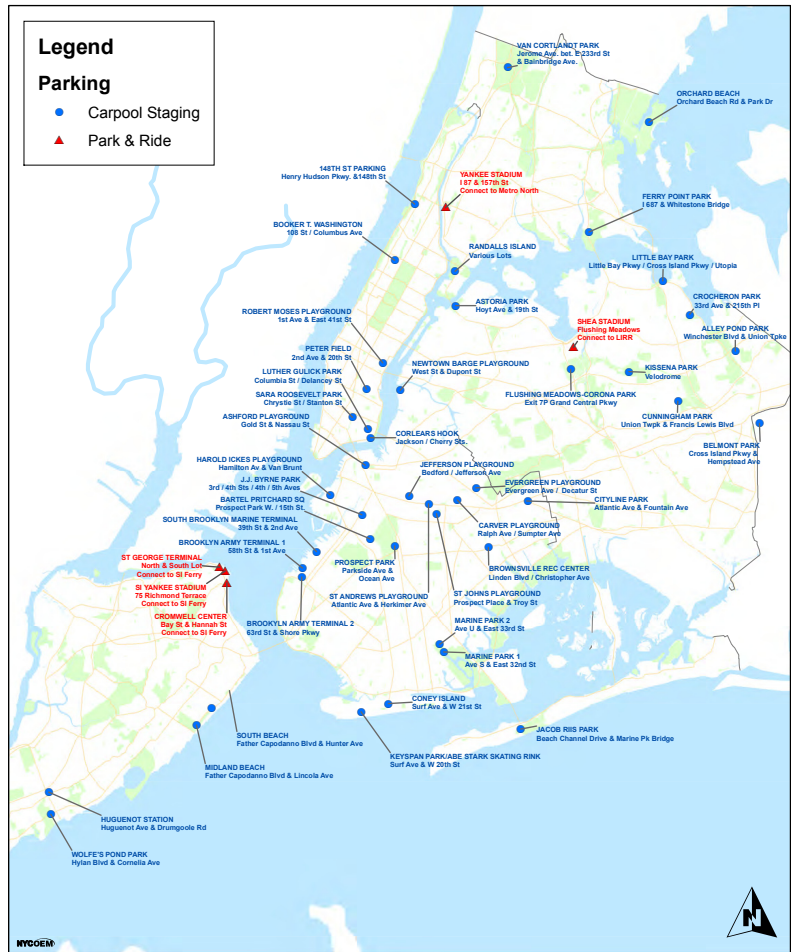 Legend
Parking
Carpool Staging
Park & Ride
VAN CORTLANDT PARK
Jerome Ave. bet. E 233rd St
& Bainbridge Ave.
ORCHARD BEACH
Orchard Beach Rd & Park Dr
148TH ST PARKING
Henry Hudson Pkwy. &148th St
YANKEE STADIUM
I 87 & 157th St
Connect to Metro North
FERRY POINT PARK
I 687 & Whitestone Bridge
BOOKER T. WASHINGTON
108 St / Columbus Ave
RANDALLS ISLAND
Various Lots
LITTLE BAY PARK
Little Bay Pkwy / Cross Island Pkwy / Utopia
CROCHERON PARK
33rd Ave & 215th Pl
ASTORIA PARK
Hoyt Ave & 19th St
ROBERT MOSES PLAYGROUND
1st Ave & East 41st St
SHEA STADIUM
Flushing Meadows
Connect to LIRR
ALLEY POND PARK
Winchester Blvd & Union Tpke
PETER FIELD
2nd Ave & 20th St
NEWTOWN BARGE PLAYGROUND
West St & Dupont St
KISSENA PARK
Velodrome
LUTHER GULICK PARK
Columbia St / Delancey St
SARA ROOSEVELT PARK
Chrystie St / Stanton St
FLUSHING MEADOWS-CORONA PARK
Exit 7P Grand Central Pkwy
ASHFORD PLAYGROUND
Gold St & Nassau St
CUNNINGHAM PARK
Union Twpk & Francis Lewis Blvd
CORLEARS HOOK
Jackson / Cherry Sts.
BELMONT PARK
Cross Island Pkwy &
Hempstead Ave
HAROLD ICKES PLAYGROUND
Hamilton Av & Van Brunt
JEFFERSON PLAYGROUND
Bedford / Jefferson Ave
J.J. BYRNE PARK
3rd / 4th Sts / 4th / 5th Aves
EVERGREEN PLAYGROUND
Evergreen Ave / Decatur St
BARTEL PRITCHARD SQ
Prospect Park W. / 15th St.
CITYLINE PARK
Atlantic Ave & Fountain Ave
SOUTH BROOKLYN MARINE TERMINAL
39th St & 2nd Ave
CARVER PLAYGROUND
Ralph Ave / Sumpter Ave
BROOKLYN ARMY TERMINAL 1
58th St & 1st Ave
ST GEORGE TERMINAL
North & South Lot
Connect to SI Ferry
PROSPECT PARK
Parkside Ave &
Ocean Ave
BROWNSVILLE REC CENTER
Linden Blvd / Christopher Ave
SI YANKEE STADIUM
75 Richmond Terrace
Connect to SI Ferry
ST ANDREWS PLAYGROUND
Atlantic Ave & Herkimer Ave
ST JOHNS PLAYGROUND
Prospect Place & Troy St
CROMWELL CENTER
Bay St & Hannah St
Connect to SI Ferry
BROOKYLN ARMY TERMINAL 2
63rd St & Shore Pkwy
MARINE PARK 2
Ave U & East 33rd St
MARINE PARK 1
Ave S & East 32nd St
CONEY ISLAND
Surf Ave & W 21st St
SOUTH BEACH
Father Capodanno Blvd & Hunter Ave
JACOB RIIS PARK
Beach Channel Drive & Marine Pk Bridge
KEYSPAN PARK/ABE STARK SKATING RINK
Surf Ave & W 20th St
MIDLAND BEACH
Father Capodanno Blvd & Lincola Ave
HUGUENOT STATION
Huguenot Ave & Drumgoole Rd
WOLFE'S POND PARK
Hylan Blvd & Cornelia Ave
N
NYCOEM